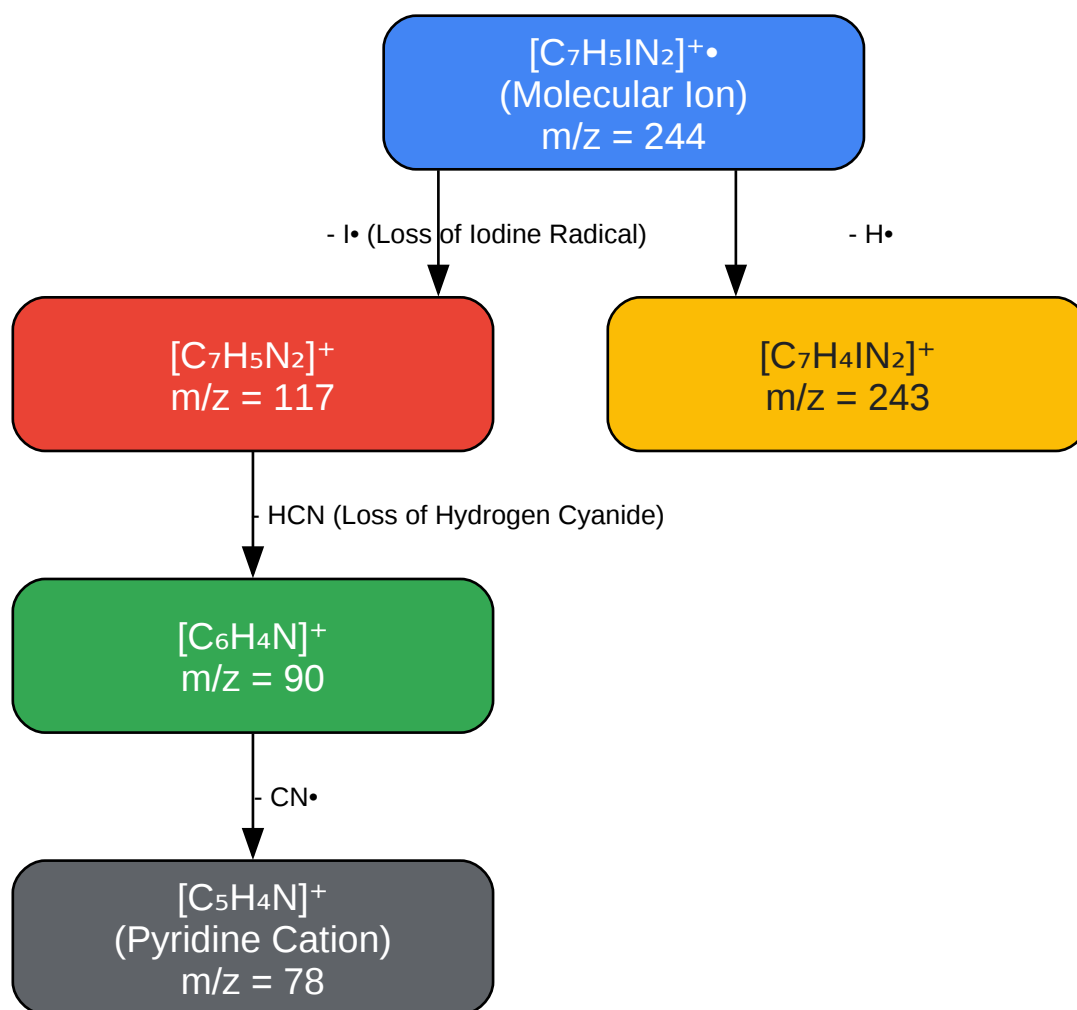 [C₇H₅IN₂]⁺•
(Molecular Ion)
m/z = 244
- I• (Loss of Iodine Radical)
- H•
[C₇H₅N₂]⁺
m/z = 117
[C₇H₄IN₂]⁺
m/z = 243
- HCN (Loss of Hydrogen Cyanide)
[C₆H₄N]⁺
m/z = 90
- CN•
[C₅H₄N]⁺
(Pyridine Cation)
m/z = 78